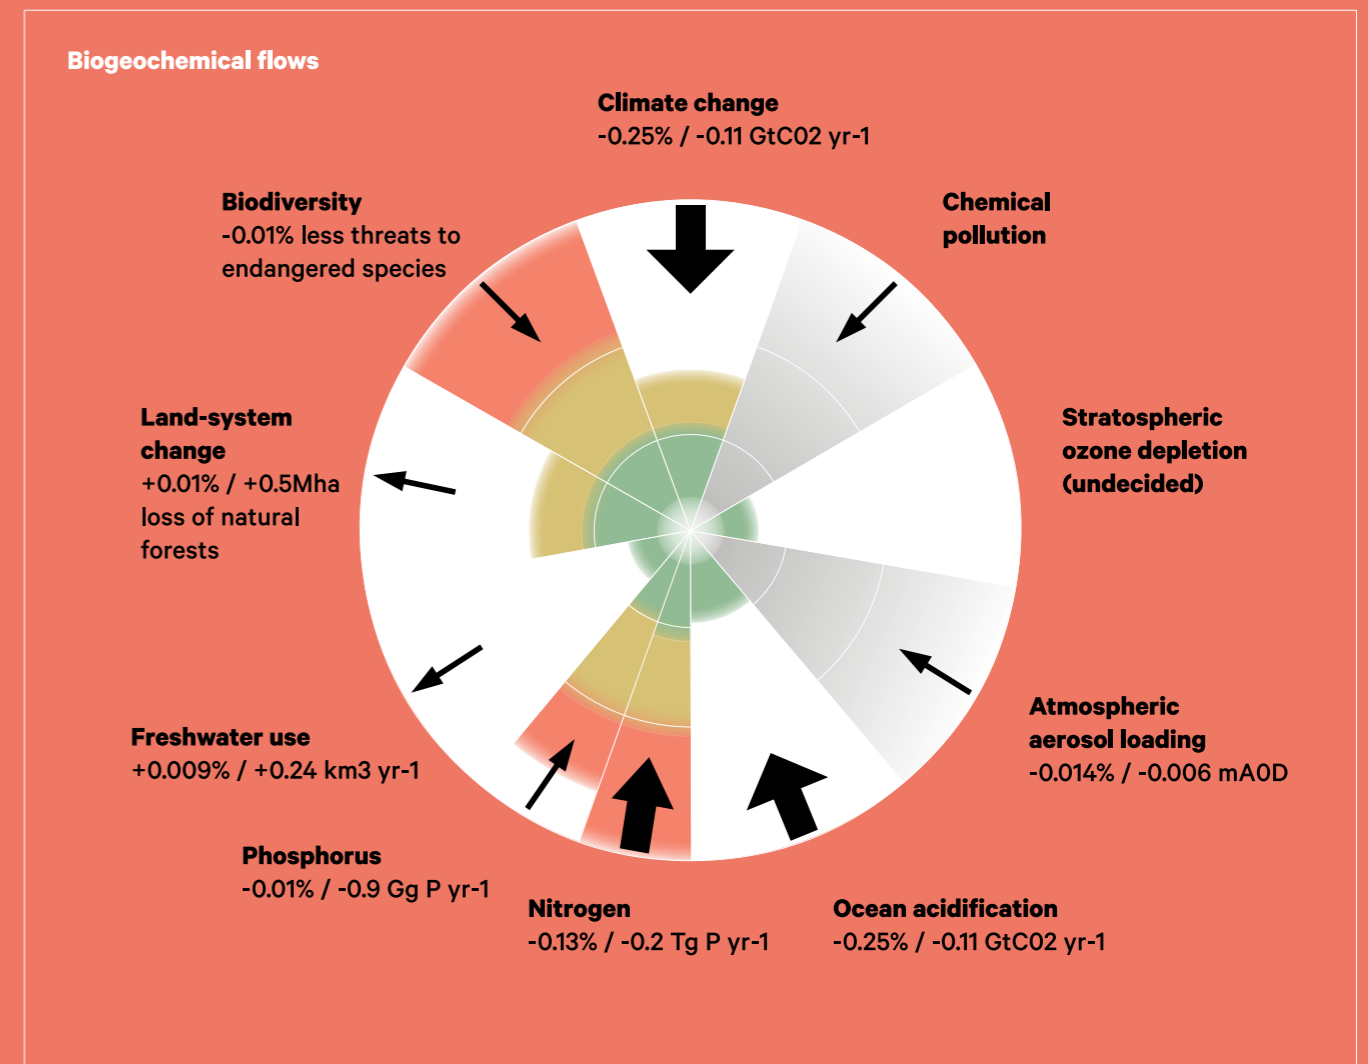 Biogeochemical flows
Climate change
-0.25% / -0.11 GtC02 yr-1
Biodiversity
-0.01% less threats to
endangered species
Chemical
pollution
Land-system
change
+0.01% / +0.5Mha
loss of natural
forests
Stratospheric
ozone depletion
(undecided)
Freshwater use
+0.009% / +0.24 km3 yr-1
Atmospheric
aerosol loading
-0.014% / -0.006 mA0D
Phosphorus
-0.01% / -0.9 Gg P yr-1
Nitrogen
-0.13% / -0.2 Tg P yr-1
Ocean acidification
-0.25% / -0.11 GtC02 yr-1